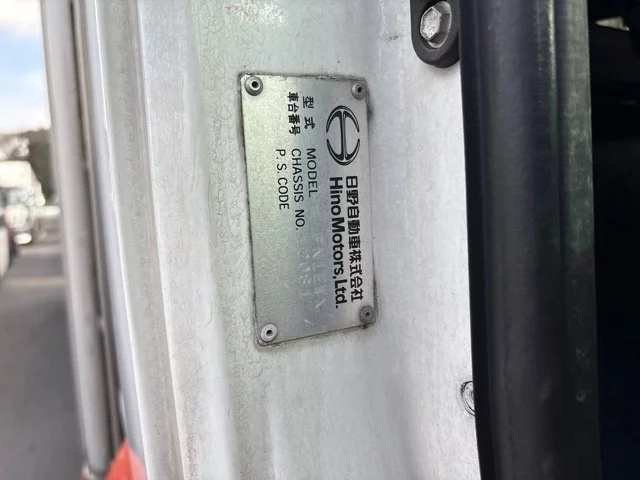 日野自動車株式会社
Hino Motors, Ltd.
型式 MODEL
車台番号 CHASSIS NO.
P.S.CODE